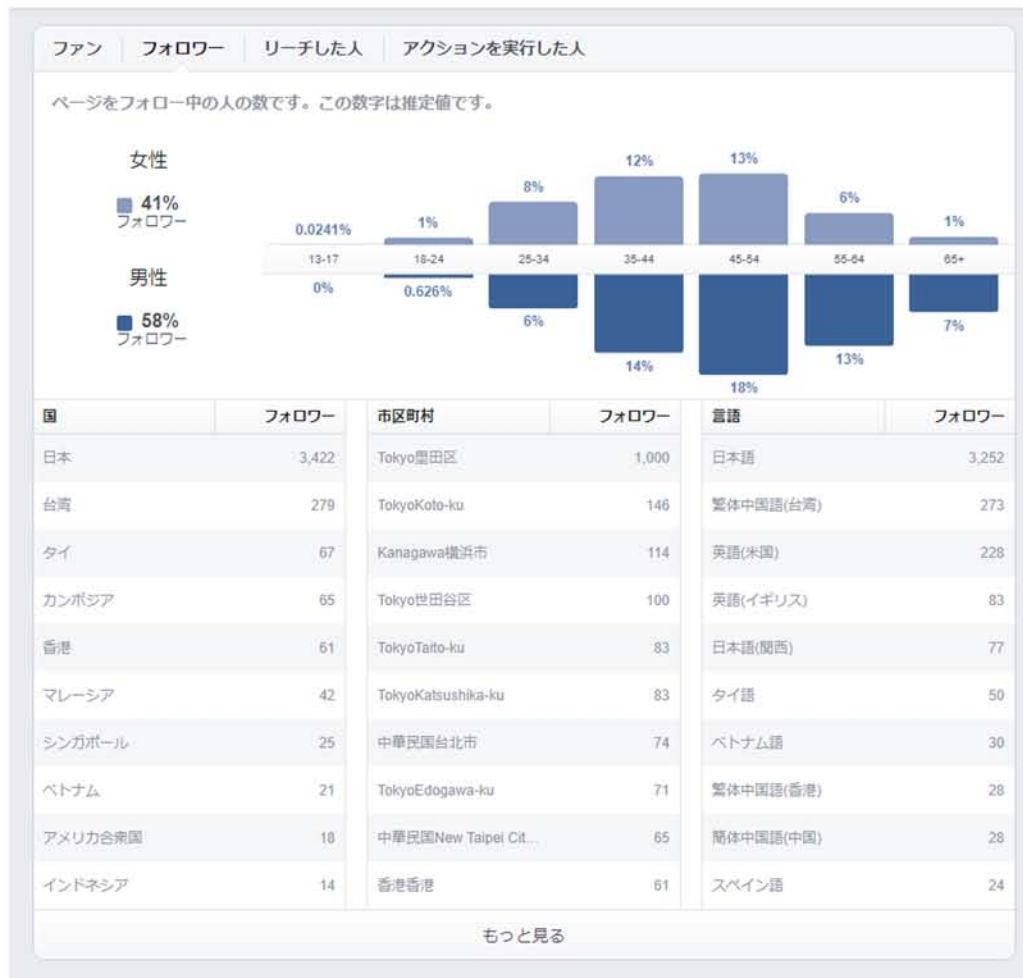 ファン フォロワー リーチした人 アクションを実行した人
ページをフォロー中の人の数です。この数字は推定値です。
女性
41%
フォロワー
0.0241% 1% 8% 12% 13% 6% 1%
13-17 18-24 25-34 35-44 45-54 55-64 65+
男性
58%
フォロワー
0% 0.626% 6% 14% 18% 13% 7%
国 フォロワー 市区町村 フォロワー 言語 フォロワー
日本 3,422 Tokyo墨田区 1,000 日本語 3,252
台湾 279 TokyoKoto-ku 146 繁体中国語(台湾) 273
タイ 67 Kanagawa横浜市 114 英語(米国) 228
カンボジア 65 Tokyo世田谷区 100 英語(イギリス) 83
香港 61 TokyoTaito-ku 83 日本語(関西) 77
マレーシア 42 TokyoKatsushika-ku 83 タイ語 50
シンガポール 25 中華民国台北市 74 ベトナム語 30
ベトナム 21 TokyoEdogawa-ku 71 繁体中国語(香港) 28
アメリカ合衆国 18 中華民国New Taipei Cit... 65 簡体中国語(中国) 28
インドネシア 14 香港香港 61 スペイン語 24
もっと見る